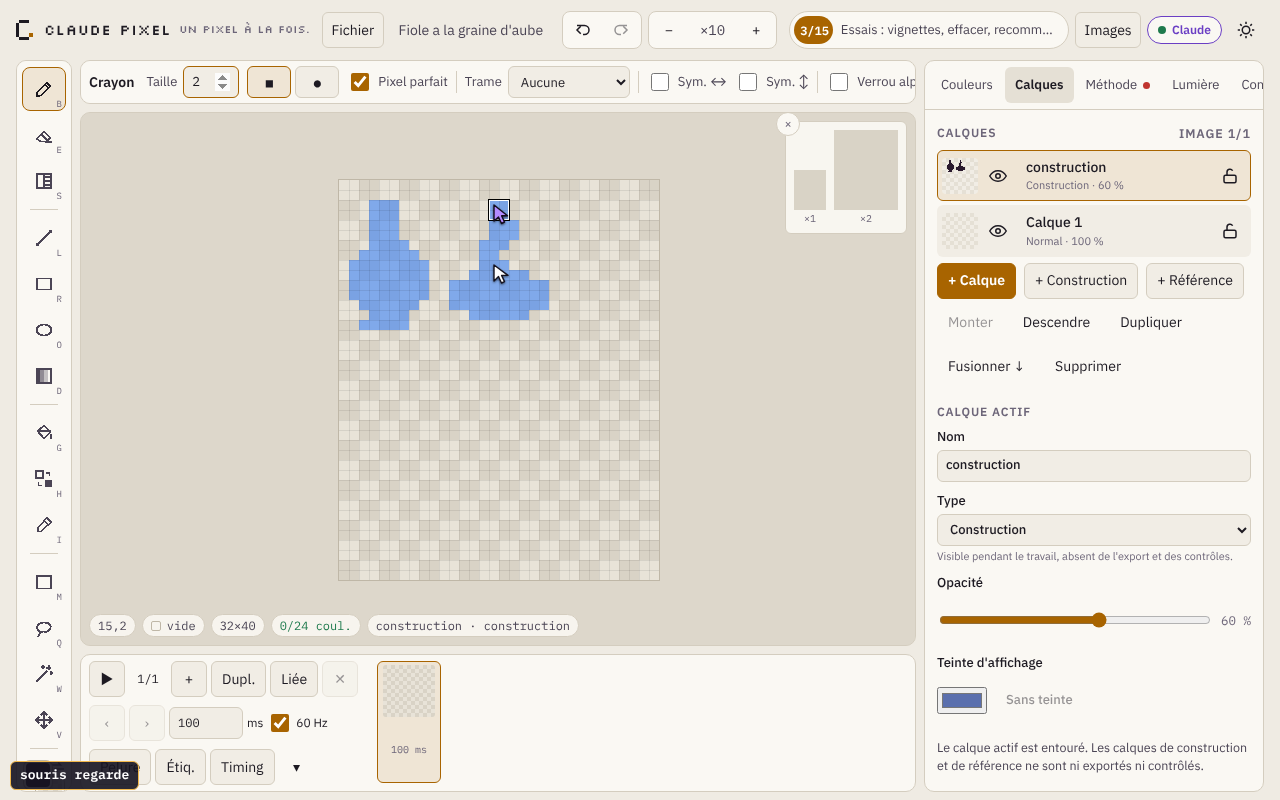 CLAUDE PIXEL UN PIXEL À LA FOIS. Fichier Fiole à la graine d'aube − ×10 + 3/15 Essais : vignettes, effacer, recomm... Images Claude
Crayon Taille 2 Pixel parfait Trame Aucune Sym. ↔ Sym. ↕ Verrou alp
Couleurs Calques Méthode Lumière Con
B
E
S
L
R
O
D
G
H
I
M
Q
W
V
×
×1 ×2
15,2 vide 32×40 0/24 coul. construction · construction
1/1 + Dupl. Liée ×
‹ › 100 ms 60 Hz
Étiq. Timing ▼
100 ms
souris regarde
CALQUES IMAGE 1/1
construction
Construction · 60 %
Calque 1
Normal · 100 %
+ Calque + Construction + Référence
Monter Descendre Dupliquer
Fusionner ↓ Supprimer
CALQUE ACTIF
Nom
construction
Type
Construction
Visible pendant le travail, absent de l'export et des contrôles.
Opacité
60 %
Teinte d'affichage
Sans teinte
Le calque actif est entouré. Les calques de construction
et de référence ne sont ni exportés ni contrôlés.